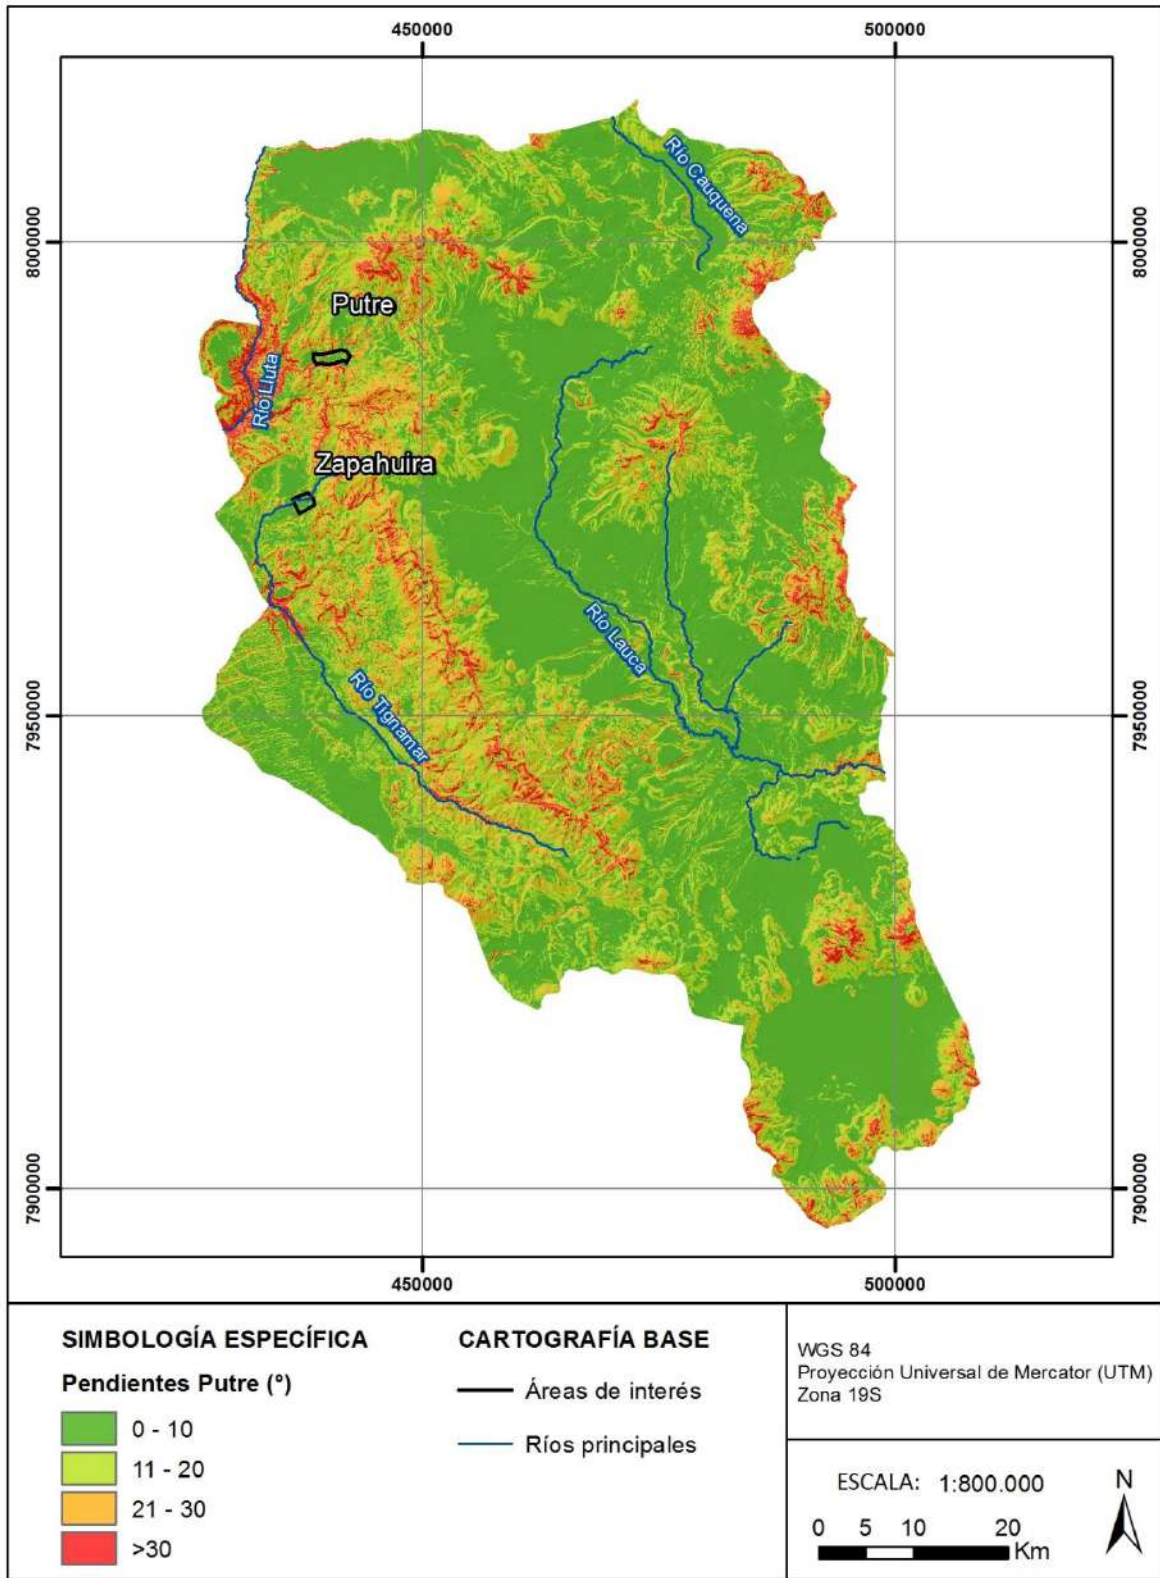 450000
500000
Río Cauquena
8000000
8000000
Putre
Río Lluta
Zapahuira
Río Lauca
Río Tignamar
7950000
7950000
7900000
7900000
450000
500000
SIMBOLOGÍA ESPECÍFICA
Pendientes Putre (°)
0 - 10
11 - 20
21 - 30
>30
CARTOGRAFÍA BASE
Áreas de interés
Ríos principales
WGS 84
Proyección Universal de Mercator (UTM)
Zona 19S
ESCALA: 1:800.000
N
0 5 10 20
Km